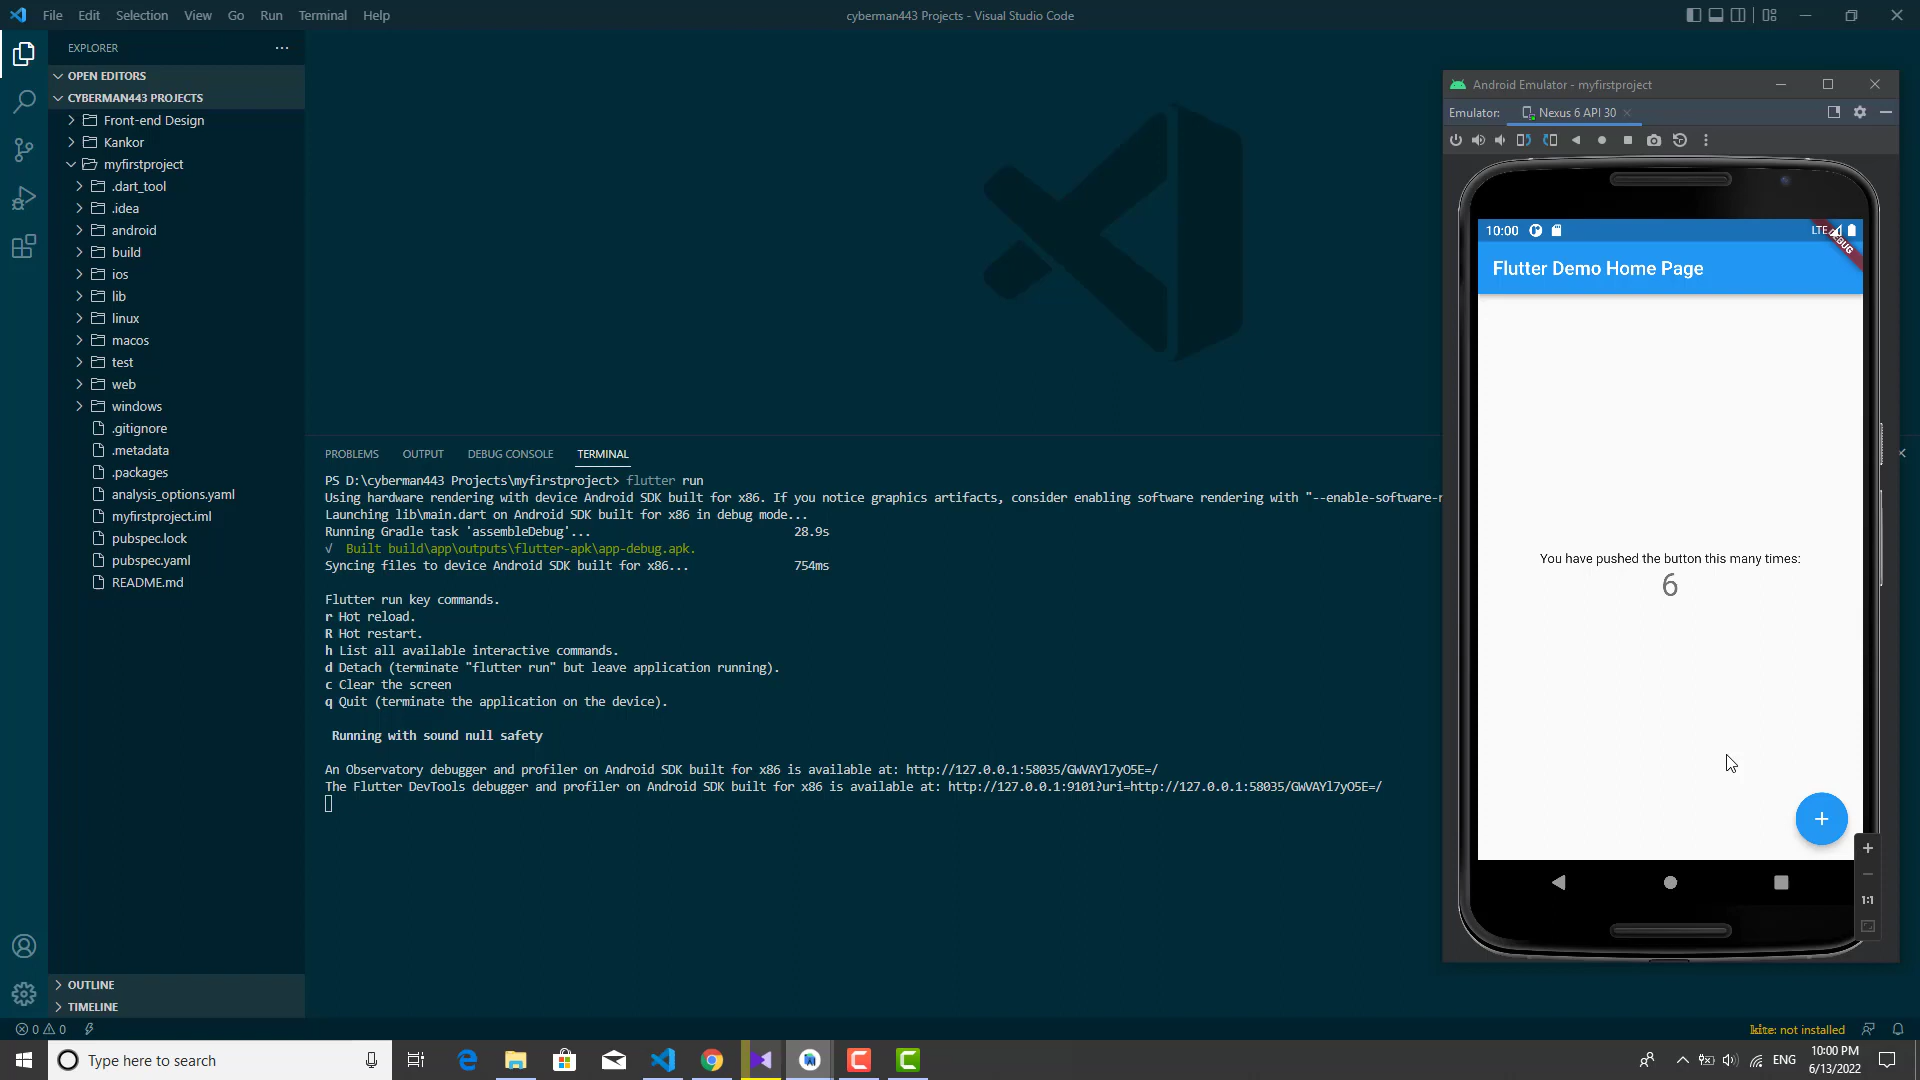 File Edit Selection View Go Run Terminal Help
cyberman443 Projects - Visual Studio Code
EXPLORER
OPEN EDITORS
CYBERMAN443 PROJECTS
Front-end Design
Kankor
myfirstproject
.dart_tool
.idea
android
build
ios
lib
linux
macos
test
web
windows
.gitignore
.metadata
.packages
analysis_options.yaml
myfirstproject.iml
pubspec.lock
pubspec.yaml
README.md
OUTLINE
TIMELINE
PROBLEMS OUTPUT DEBUG CONSOLE TERMINAL
PS D:\cyberman443 Projects\myfirstproject> flutter run
Using hardware rendering with device Android SDK built for x86. If you notice graphics artifacts, consider enabling software rendering with "--enable-software-r
Launching lib\main.dart on Android SDK built for x86 in debug mode...
Running Gradle task 'assembleDebug'... 28.9s
√ Built build\app\outputs\flutter-apk\app-debug.apk.
Syncing files to device Android SDK built for x86... 754ms
Flutter run key commands.
r Hot reload.
R Hot restart.
h List all available interactive commands.
d Detach (terminate "flutter run" but leave application running).
c Clear the screen
q Quit (terminate the application on the device).
Running with sound null safety
An Observatory debugger and profiler on Android SDK built for x86 is available at: http://127.0.0.1:58035/GWVAYl7yO5E=/
The Flutter DevTools debugger and profiler on Android SDK built for x86 is available at: http://127.0.0.1:9101?uri=http://127.0.0.1:58035/GWVAYl7yO5E=/
Android Emulator - myfirstproject
Emulator: Nexus 6 API 30
10:00 LTE
DEBUG
Flutter Demo Home Page
You have pushed the button this many times:
6
+
1:1
0 0
kite: not installed
Type here to search
ENG
10:00 PM
6/13/2022